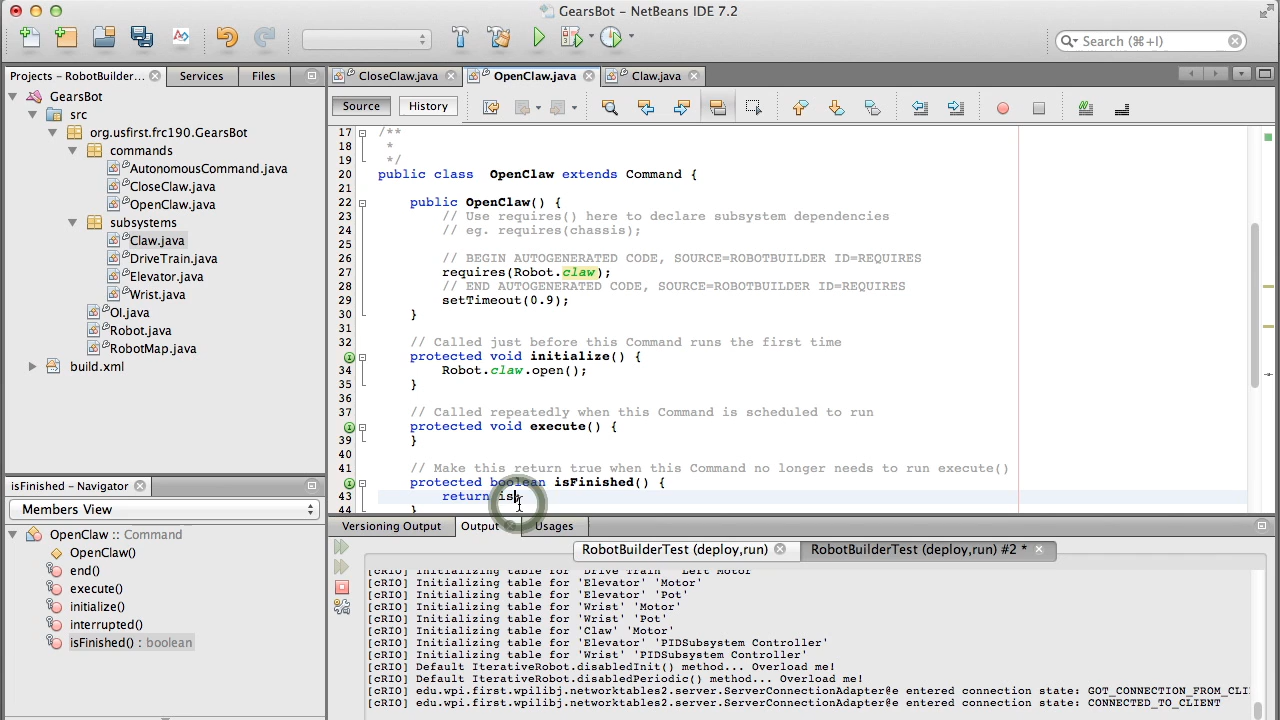 GearsBot – NetBeans IDE 7.2
Search (⌘+I)
Projects – RobotBuilder...
Services
Files
CloseClaw.java
OpenClaw.java
Claw.java
Source
History
GearsBot
src
org.usfirst.frc190.GearsBot
commands
AutonomousCommand.java
CloseClaw.java
OpenClaw.java
subsystems
Claw.java
DriveTrain.java
Elevator.java
Wrist.java
OI.java
Robot.java
RobotMap.java
build.xml
17 /**
18 *
19 */
20 public class OpenClaw extends Command {
21
22 public OpenClaw() {
23 // Use requires() here to declare subsystem dependencies
24 // eg. requires(chassis);
25
26 // BEGIN AUTOGENERATED CODE, SOURCE=ROBOTBUILDER ID=REQUIRES
27 requires(Robot.claw);
28 // END AUTOGENERATED CODE, SOURCE=ROBOTBUILDER ID=REQUIRES
29 setTimeout(0.9);
30 }
31
32 // Called just before this Command runs the first time
33 protected void initialize() {
34 Robot.claw.open();
35 }
36
37 // Called repeatedly when this Command is scheduled to run
38 protected void execute() {
39 }
40
41 // Make this return true when this Command no longer needs to run execute()
42 protected boolean isFinished() {
43 return is;
44 }
isFinished – Navigator
Members View
OpenClaw :: Command
OpenClaw()
end()
execute()
initialize()
interrupted()
isFinished() : boolean
Versioning Output
Output
Usages
RobotBuilderTest (deploy,run)
RobotBuilderTest (deploy,run) #2 *
[cRIO] Initializing table for 'Drive Train' 'Left Motor'
[cRIO] Initializing table for 'Elevator' 'Motor'
[cRIO] Initializing table for 'Elevator' 'Pot'
[cRIO] Initializing table for 'Wrist' 'Motor'
[cRIO] Initializing table for 'Wrist' 'Pot'
[cRIO] Initializing table for 'Claw' 'Motor'
[cRIO] Initializing table for 'Elevator' 'PIDSubsystem Controller'
[cRIO] Initializing table for 'Wrist' 'PIDSubsystem Controller'
[cRIO] Default IterativeRobot.disabledInit() method... Overload me!
[cRIO] Default IterativeRobot.disabledPeriodic() method... Overload me!
[cRIO] edu.wpi.first.wpilibj.networktables2.server.ServerConnectionAdapter@e entered connection state: GOT_CONNECTION_FROM_CLI
[cRIO] edu.wpi.first.wpilibj.networktables2.server.ServerConnectionAdapter@e entered connection state: CONNECTED_TO_CLIENT